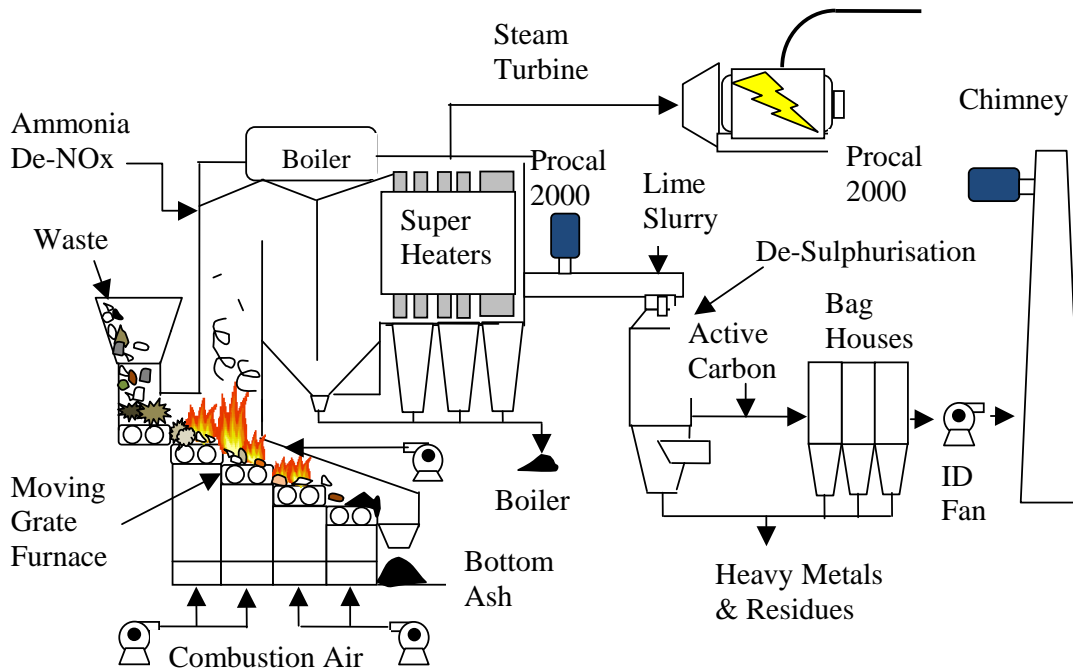 Steam
Turbine
Chimney
Ammonia
De-NOx
Boiler
Procal
2000
Lime
Slurry
Procal
2000
Waste
Super
Heaters
De-Sulphurisation
Bag
Houses
Active
Carbon
Moving
Grate
Furnace
Boiler
ID
Fan
Bottom
Ash
Heavy Metals
& Residues
Combustion Air